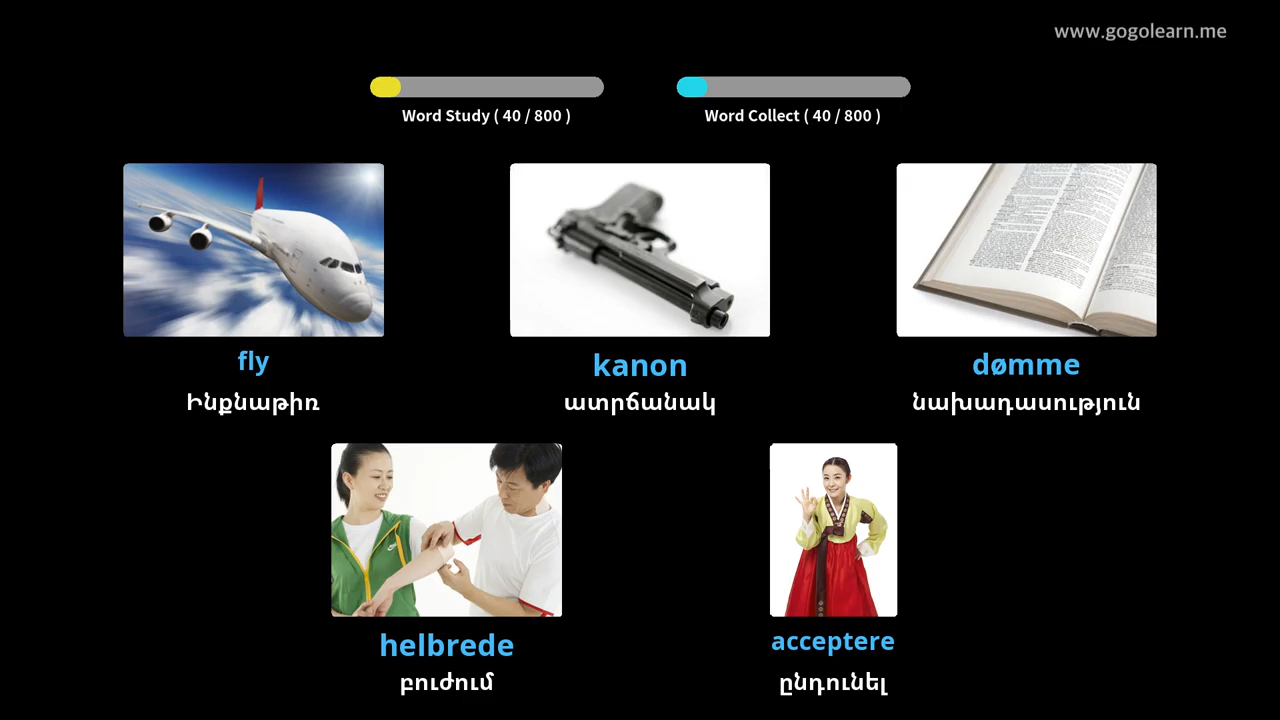 www.gogolearn.me
Word Study ( 40 / 800 )
Word Collect ( 40 / 800 )
fly
kanon
dømme
Ինքնաթիռ
ատրճանակ
նախադասություն
helbrede
acceptere
բուժում
ընդունել